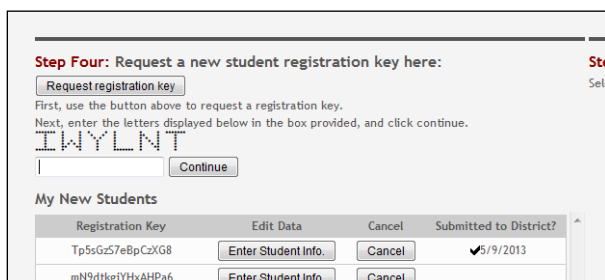 Step Four: Request a new student registration key here:
Request registration key
First, use the button above to request a registration key.
Next, enter the letters displayed below in the box provided, and click continue.
IWYLNT
Continue
My New Students
Registration Key Edit Data Cancel Submitted to District?
Tp5sGzS7eBpCzXG8 Enter Student Info. Cancel ✔5/9/2013
Enter Student Info. Cancel